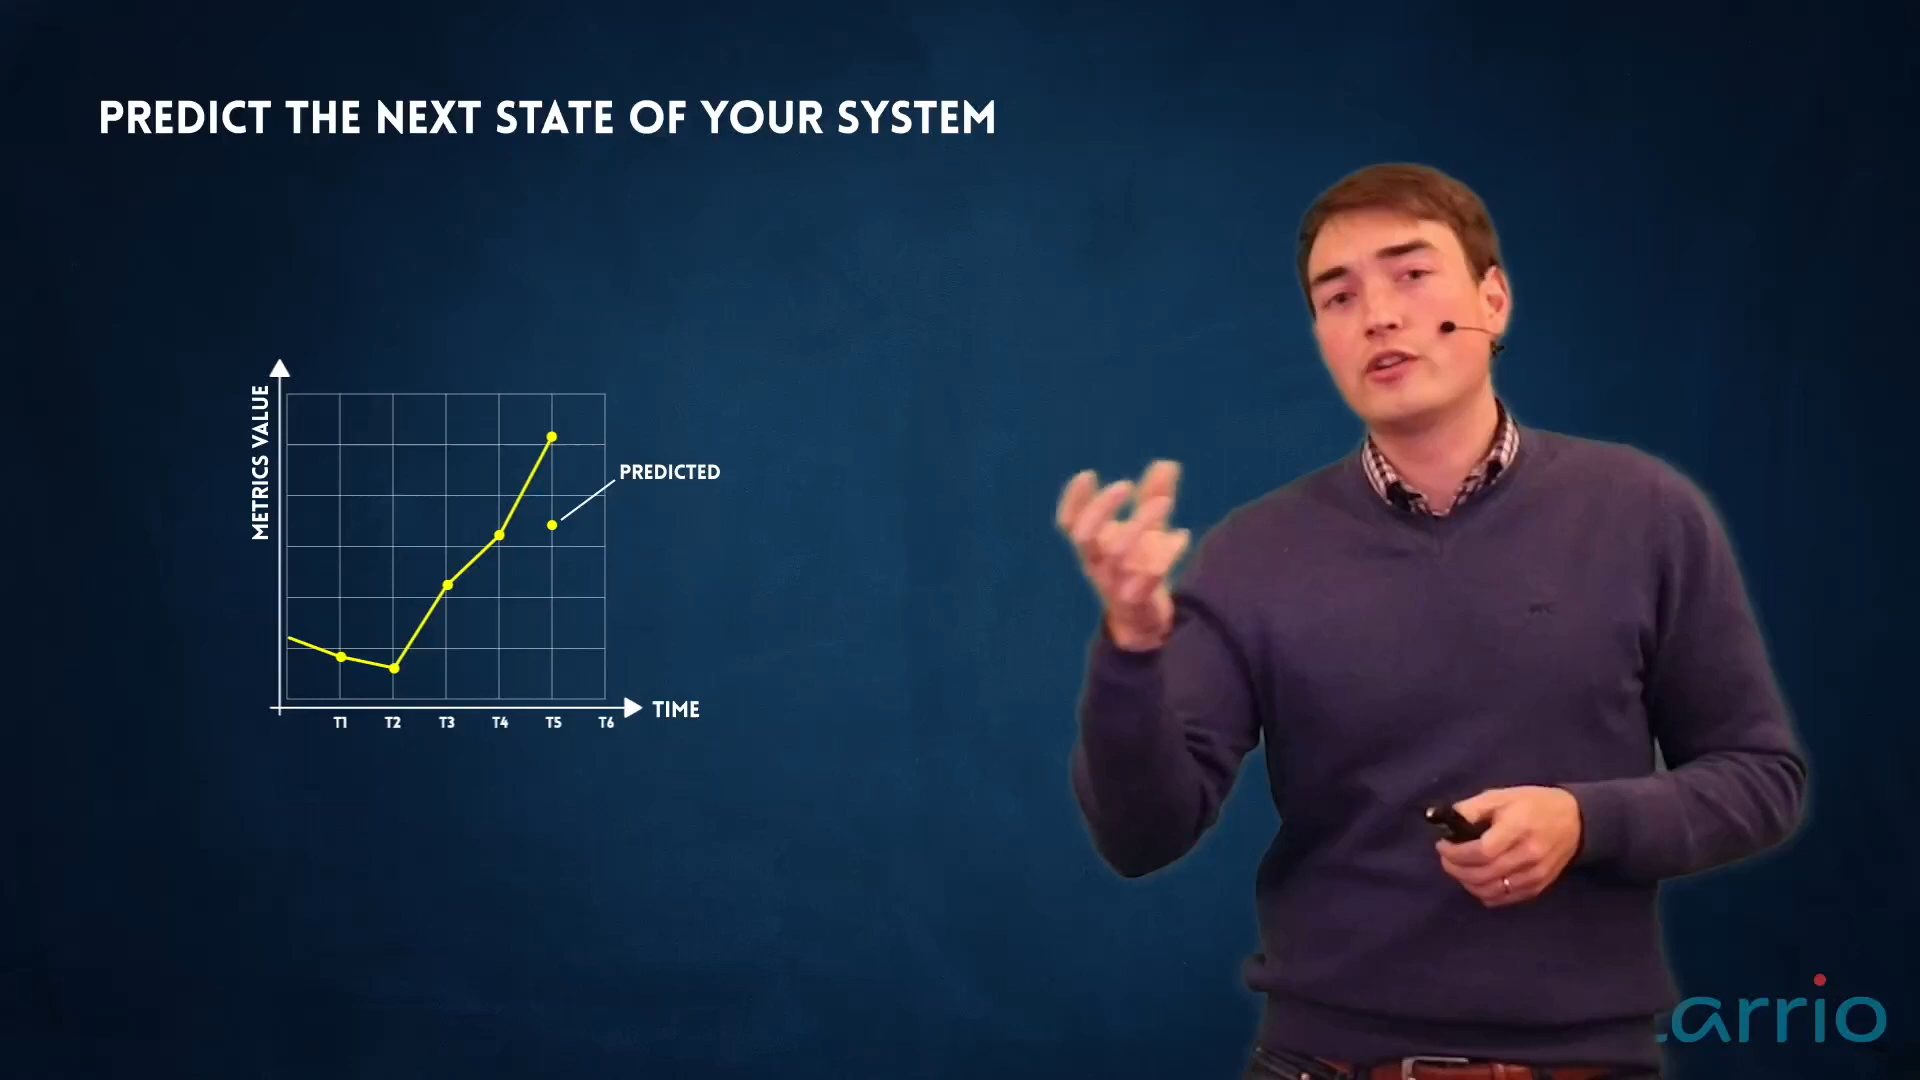 PREDICT THE NEXT STATE OF YOUR SYSTEM
METRICS VALUE
PREDICTED
TIME
T1 T2 T3 T4 T5 T6
arrio